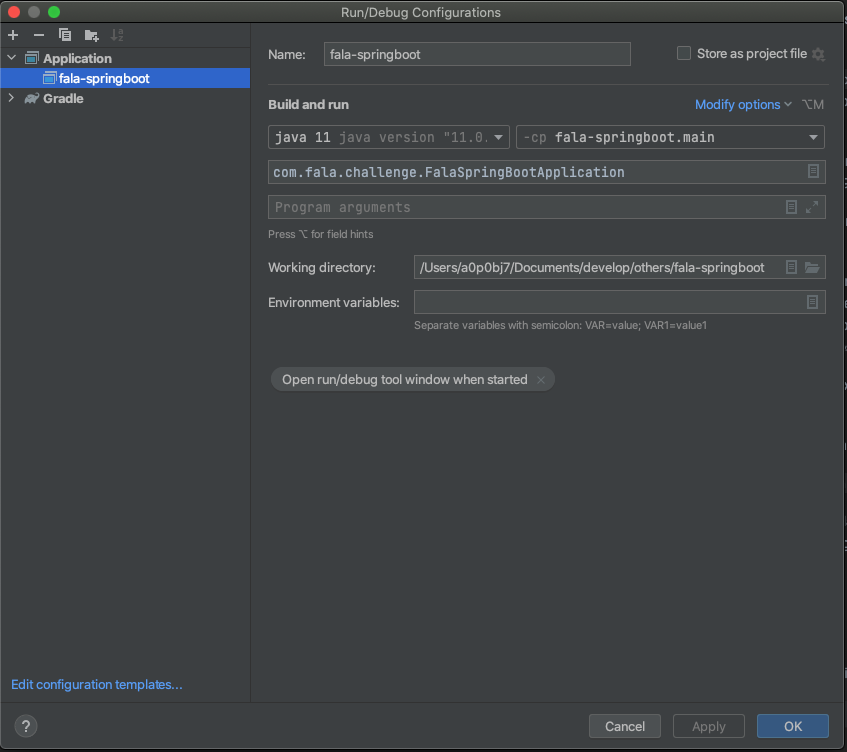 Run/Debug Configurations
Application
fala-springboot
Gradle
Name: fala-springboot Store as project file
Build and run Modify options ⌥M
java 11 java version "11.0. -cp fala-springboot.main
com.fala.challenge.FalaSpringBootApplication
Program arguments
Press ⌥ for field hints
Working directory: /Users/a0p0bj7/Documents/develop/others/fala-springboot
Environment variables:
Separate variables with semicolon: VAR=value; VAR1=value1
Open run/debug tool window when started ×
Edit configuration templates...
? Cancel Apply OK